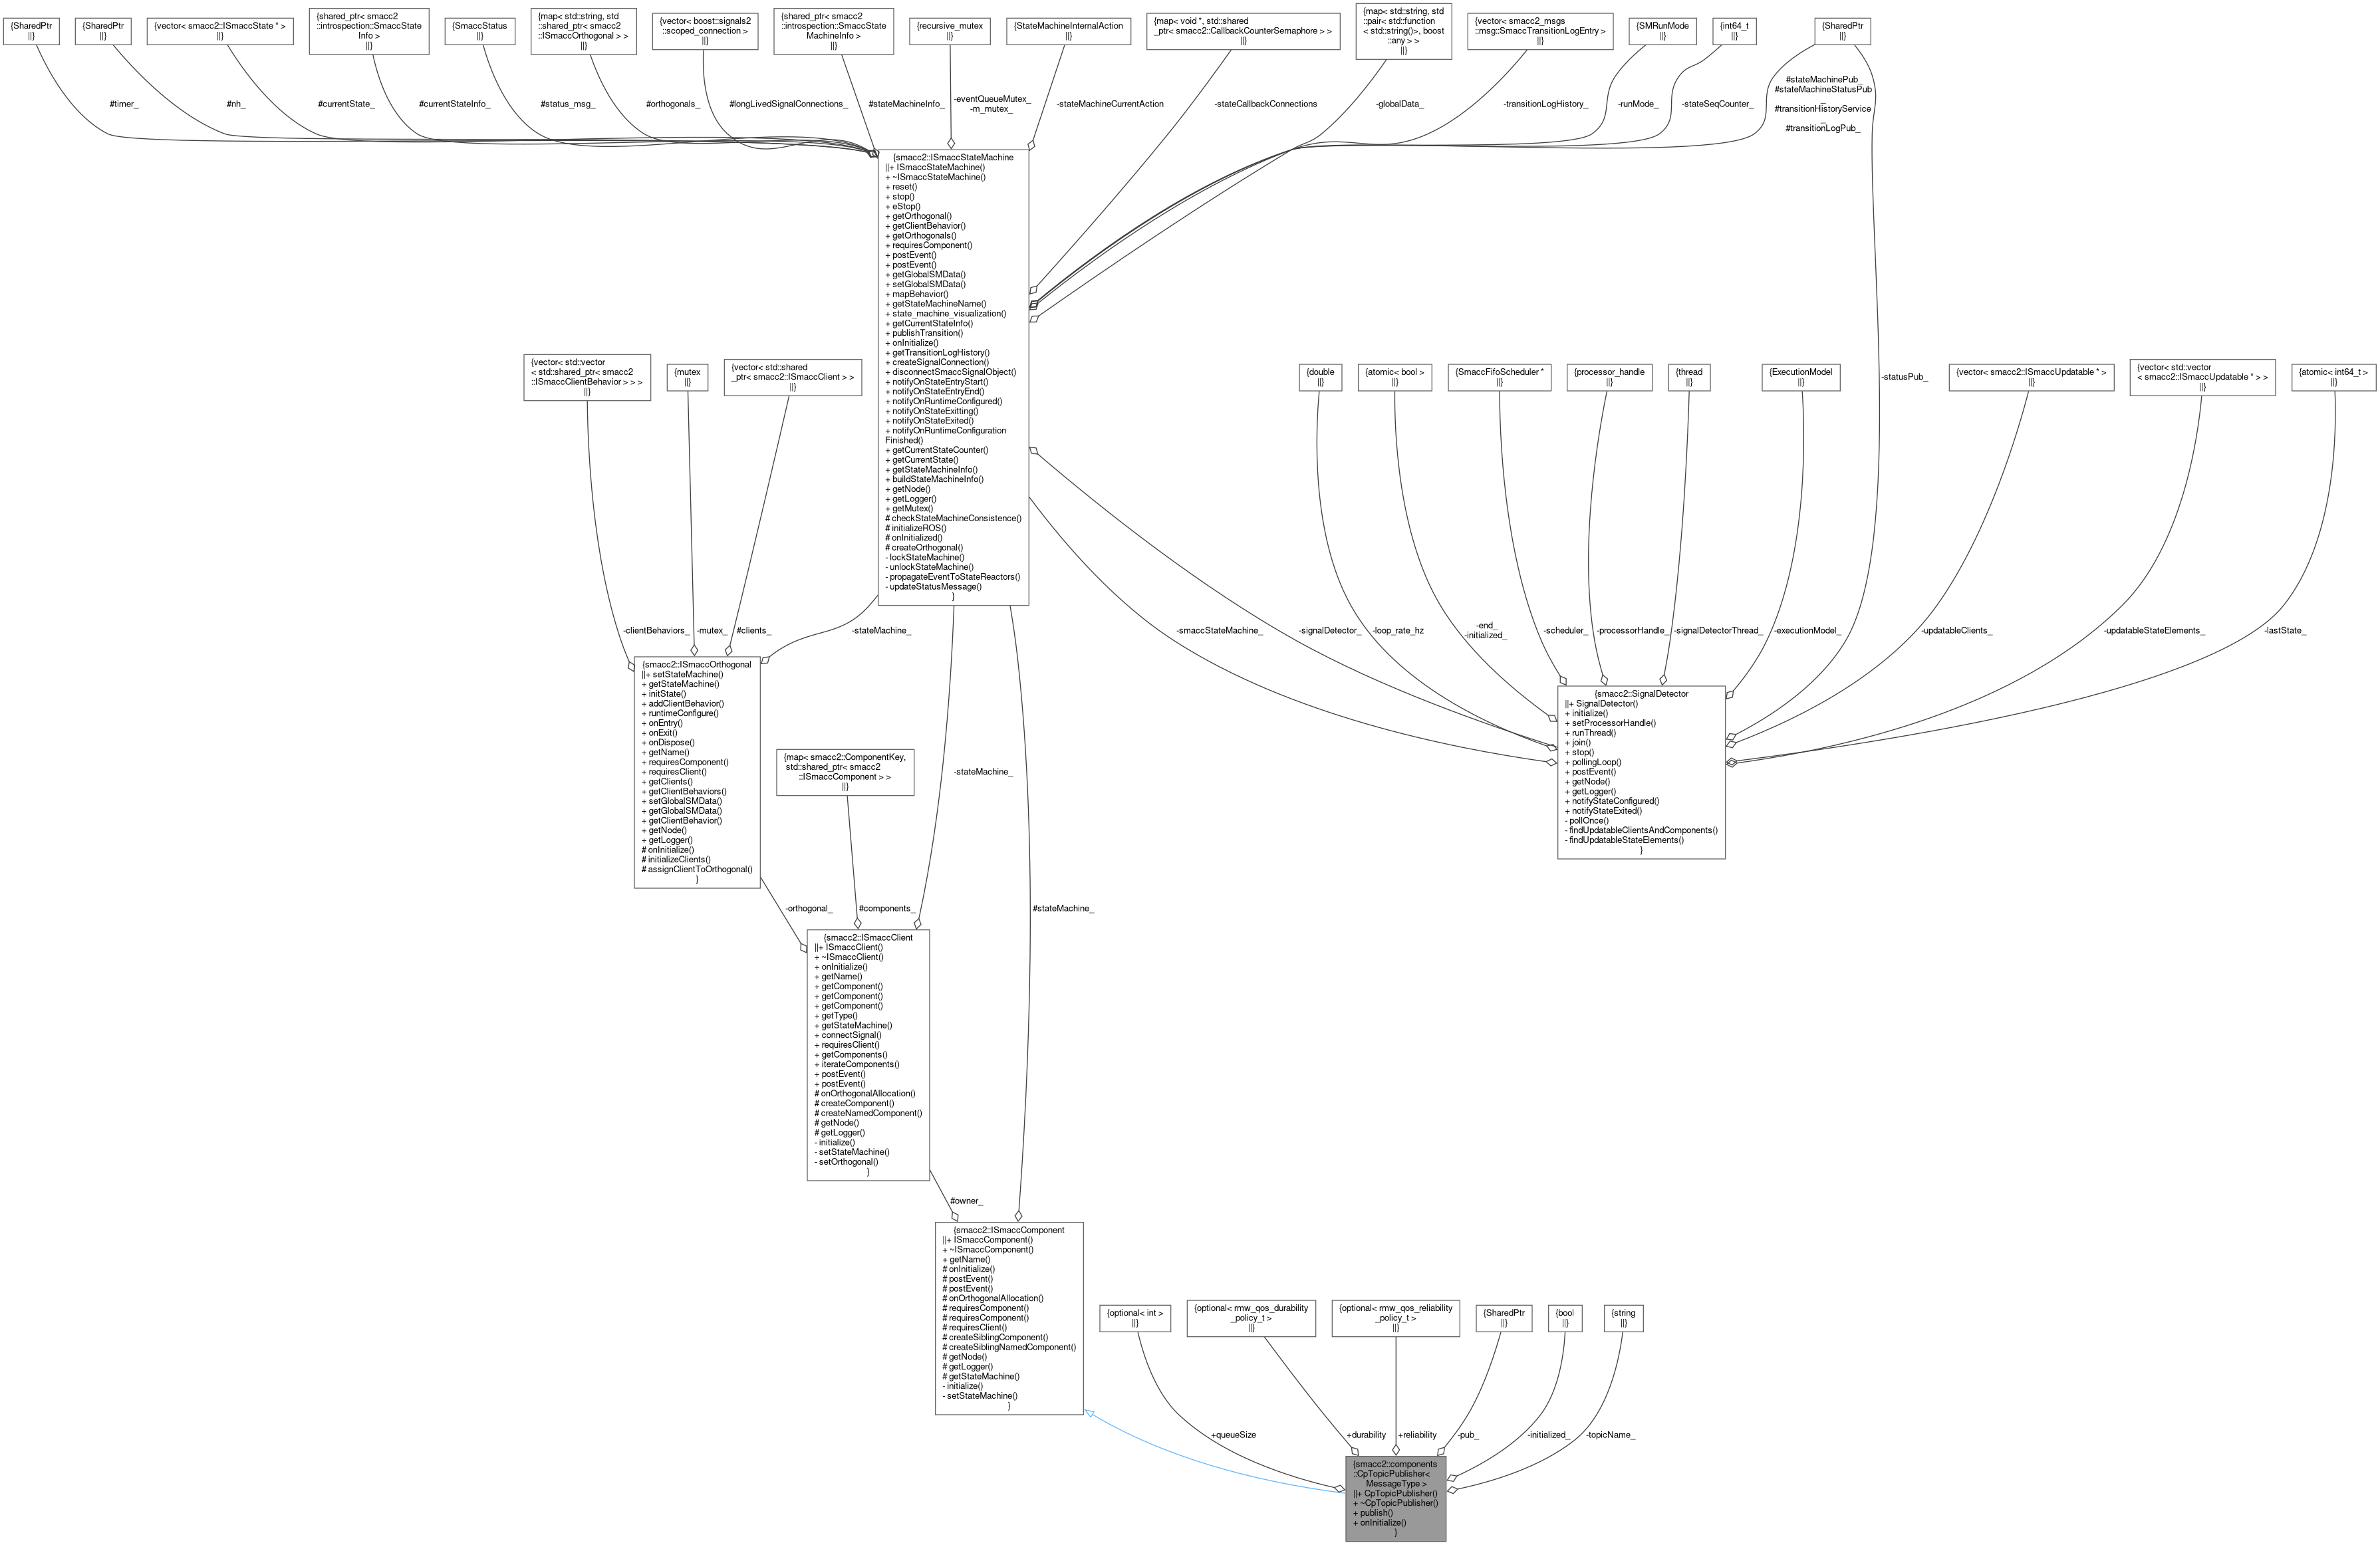 {SharedPtr
||}
{SharedPtr
||}
{vector< smacc2::ISmaccState * >
||}
{shared_ptr< smacc2
::introspection::SmaccState
Info >
||}
{SmaccStatus
||}
{map< std::string, std
::shared_ptr< smacc2
::ISmaccOrthogonal > >
||}
{vector< boost::signals2
::scoped_connection >
||}
{shared_ptr< smacc2
::introspection::SmaccState
MachineInfo >
||}
{recursive_mutex
||}
{StateMachineInternalAction
||}
{map< void *, std::shared
_ptr< smacc2::CallbackCounterSemaphore > >
||}
{map< std::string, std
::pair< std::function
< std::string()>, boost
::any > >
||}
{vector< smacc2_msgs
::msg::SmaccTransitionLogEntry >
||}
{SMRunMode
||}
{int64_t
||}
{SharedPtr
||}
#timer_
#nh_
#currentState_
#currentStateInfo_
#status_msg_
#orthogonals_
#longLivedSignalConnections_
#stateMachineInfo_
-eventQueueMutex_
-m_mutex_
-stateMachineCurrentAction
-stateCallbackConnections
-globalData_
-transitionLogHistory_
-runMode_
-stateSeqCounter_
#stateMachinePub_
#stateMachineStatusPub
_
#transitionHistoryService
_
#transitionLogPub_
{smacc2::ISmaccStateMachine
||+ ISmaccStateMachine()
+ ~ISmaccStateMachine()
+ reset()
+ stop()
+ eStop()
+ getOrthogonal()
+ getClientBehavior()
+ getOrthogonals()
+ requiresComponent()
+ postEvent()
+ postEvent()
+ getGlobalSMData()
+ setGlobalSMData()
+ mapBehavior()
+ getStateMachineName()
+ state_machine_visualization()
+ getCurrentStateInfo()
+ publishTransition()
+ onInitialize()
+ getTransitionLogHistory()
+ createSignalConnection()
+ disconnectSmaccSignalObject()
+ notifyOnStateEntryStart()
+ notifyOnStateEntryEnd()
+ notifyOnRuntimeConfigured()
+ notifyOnStateExitting()
+ notifyOnStateExited()
+ notifyOnRuntimeConfiguration
Finished()
+ getCurrentStateCounter()
+ getCurrentState()
+ getStateMachineInfo()
+ buildStateMachineInfo()
+ getNode()
+ getLogger()
+ getMutex()
# checkStateMachineConsistence()
# initializeROS()
# onInitialized()
# createOrthogonal()
- lockStateMachine()
- unlockStateMachine()
- propagateEventToStateReactors()
- updateStatusMessage()
}
{vector< std::vector
< std::shared_ptr< smacc2
::ISmaccClientBehavior > > >
||}
{mutex
||}
{vector< std::shared
_ptr< smacc2::ISmaccClient > >
||}
{double
||}
{atomic< bool >
||}
{SmaccFifoScheduler *
||}
{processor_handle
||}
{thread
||}
{ExecutionModel
||}
-statusPub_
{vector< smacc2::ISmaccUpdatable * >
||}
{vector< std::vector
< smacc2::ISmaccUpdatable * > >
||}
{atomic< int64_t >
||}
-clientBehaviors_
-mutex_
#clients_
-stateMachine_
-smaccStateMachine_
-signalDetector_
-loop_rate_hz
-end_
-initialized_
-scheduler_
-processorHandle_
-signalDetectorThread_
-executionModel_
-updatableClients_
-updatableStateElements_
-lastState_
{smacc2::ISmaccOrthogonal
||+ setStateMachine()
+ getStateMachine()
+ initState()
+ addClientBehavior()
+ runtimeConfigure()
+ onEntry()
+ onExit()
+ onDispose()
+ getName()
+ requiresComponent()
+ requiresClient()
+ getClients()
+ getClientBehaviors()
+ setGlobalSMData()
+ getGlobalSMData()
+ getClientBehavior()
+ getNode()
+ getLogger()
# onInitialize()
# initializeClients()
# assignClientToOrthogonal()
}
{smacc2::SignalDetector
||+ SignalDetector()
+ initialize()
+ setProcessorHandle()
+ runThread()
+ join()
+ stop()
+ pollingLoop()
+ postEvent()
+ getNode()
+ getLogger()
+ notifyStateConfigured()
+ notifyStateExited()
- pollOnce()
- findUpdatableClientsAndComponents()
- findUpdatableStateElements()
}
{map< smacc2::ComponentKey,
std::shared_ptr< smacc2
::ISmaccComponent > >
||}
-stateMachine_
-orthogonal_
#components_
#stateMachine_
{smacc2::ISmaccClient
||+ ISmaccClient()
+ ~ISmaccClient()
+ onInitialize()
+ getName()
+ getComponent()
+ getComponent()
+ getComponent()
+ getType()
+ getStateMachine()
+ connectSignal()
+ requiresClient()
+ getComponents()
+ iterateComponents()
+ postEvent()
+ postEvent()
# onOrthogonalAllocation()
# createComponent()
# createNamedComponent()
# getNode()
# getLogger()
- initialize()
- setStateMachine()
- setOrthogonal()
}
#owner_
{smacc2::ISmaccComponent
||+ ISmaccComponent()
+ ~ISmaccComponent()
+ getName()
# onInitialize()
# postEvent()
# postEvent()
# onOrthogonalAllocation()
# requiresComponent()
# requiresComponent()
# requiresClient()
# createSiblingComponent()
# createSiblingNamedComponent()
# getNode()
# getLogger()
# getStateMachine()
- initialize()
- setStateMachine()
}
{optional< int >
||}
{optional< rmw_qos_durability
_policy_t >
||}
{optional< rmw_qos_reliability
_policy_t >
||}
{SharedPtr
||}
{bool
||}
{string
||}
+queueSize
+durability
+reliability
-pub_
-initialized_
-topicName_
{smacc2::components
::CpTopicPublisher<
MessageType >
||+ CpTopicPublisher()
+ ~CpTopicPublisher()
+ publish()
+ onInitialize()
}